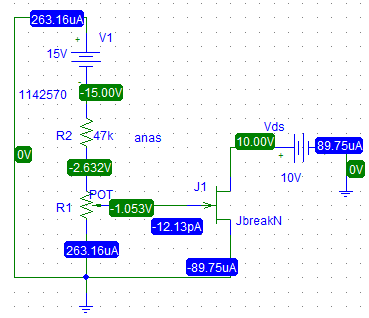 263.16uA
V1
+
15V
-
-15.00V
1142570
R2
47k
anas
Vds
10.00V
89.75uA
+
0V
0V
-2.632V
10V
J1
POT
R1
-1.053V
JbreakN
-12.13pA
263.16uA
-89.75uA